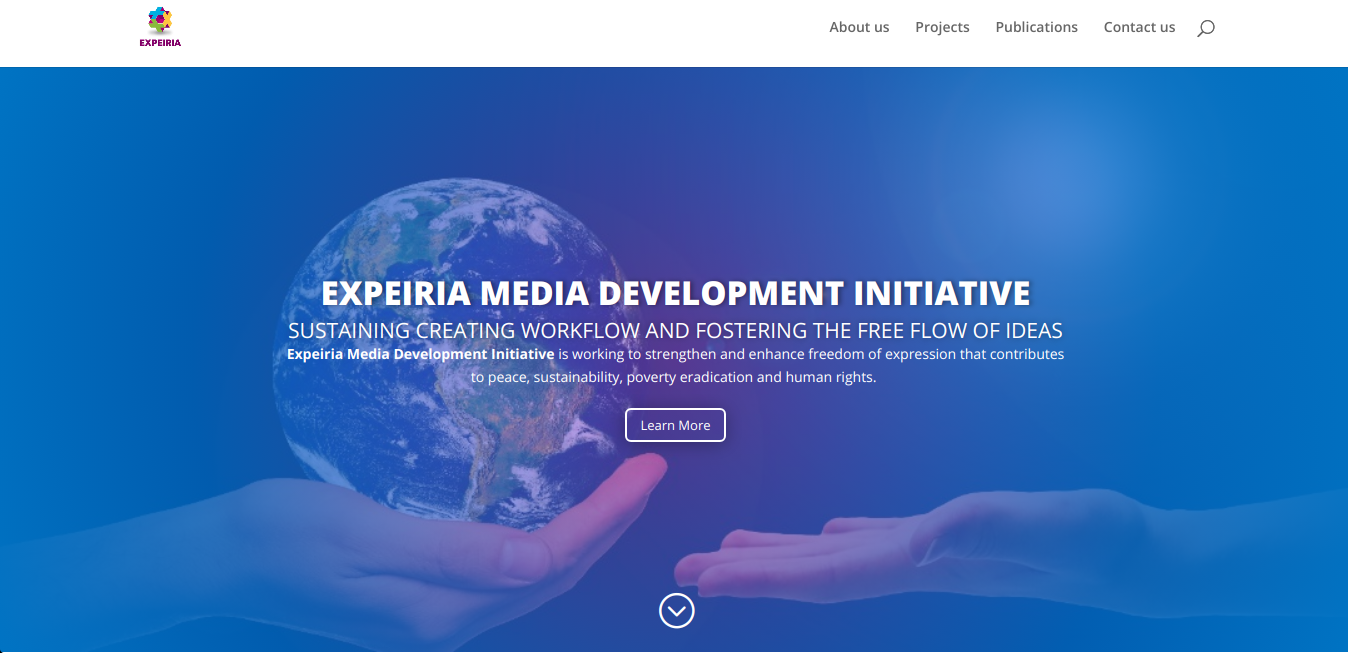 EXPEIRIA
About us
Projects
Publications
Contact us
EXPEIRIA MEDIA DEVELOPMENT INITIATIVE
SUSTAINING CREATING WORKFLOW AND FOSTERING THE FREE FLOW OF IDEAS
Expeiria Media Development Initiative is working to strengthen and enhance freedom of expression that contributes
to peace, sustainability, poverty eradication and human rights.
Learn More